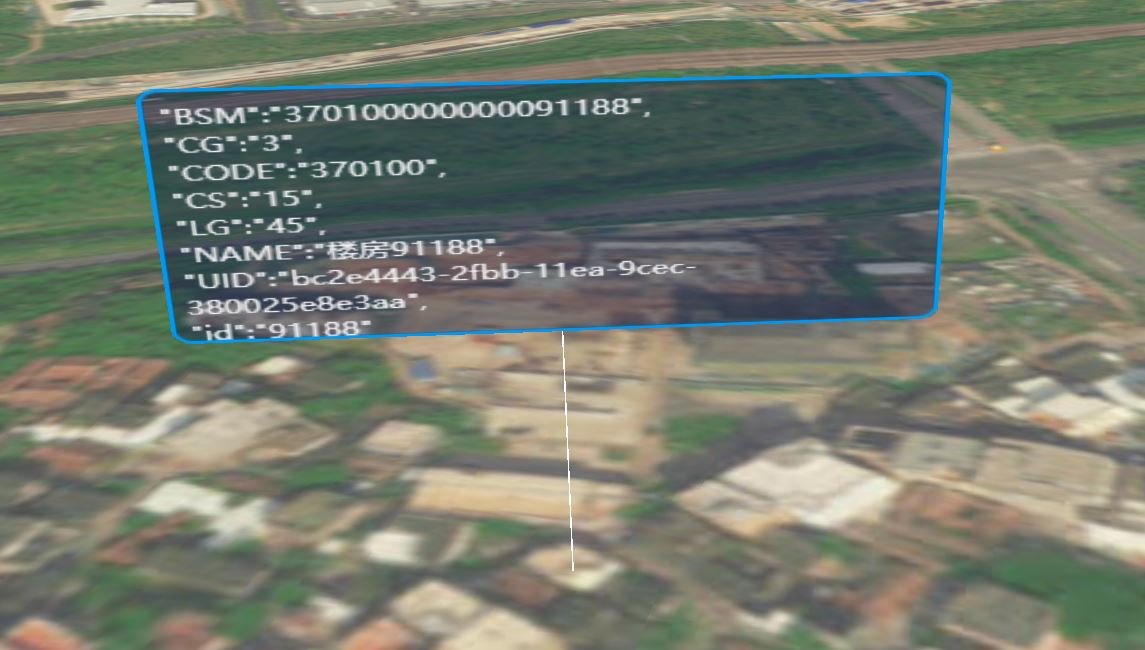 "BSM":"370100000000091188",
"CG":"3",
"CODE":"370100",
"CS":"15",
"LG":"45",
"NAME":"楼房91188",
"UID":"bc2e4443-2fbb-11ea-9cec-
380025e8e3aa",
"id":"91188"